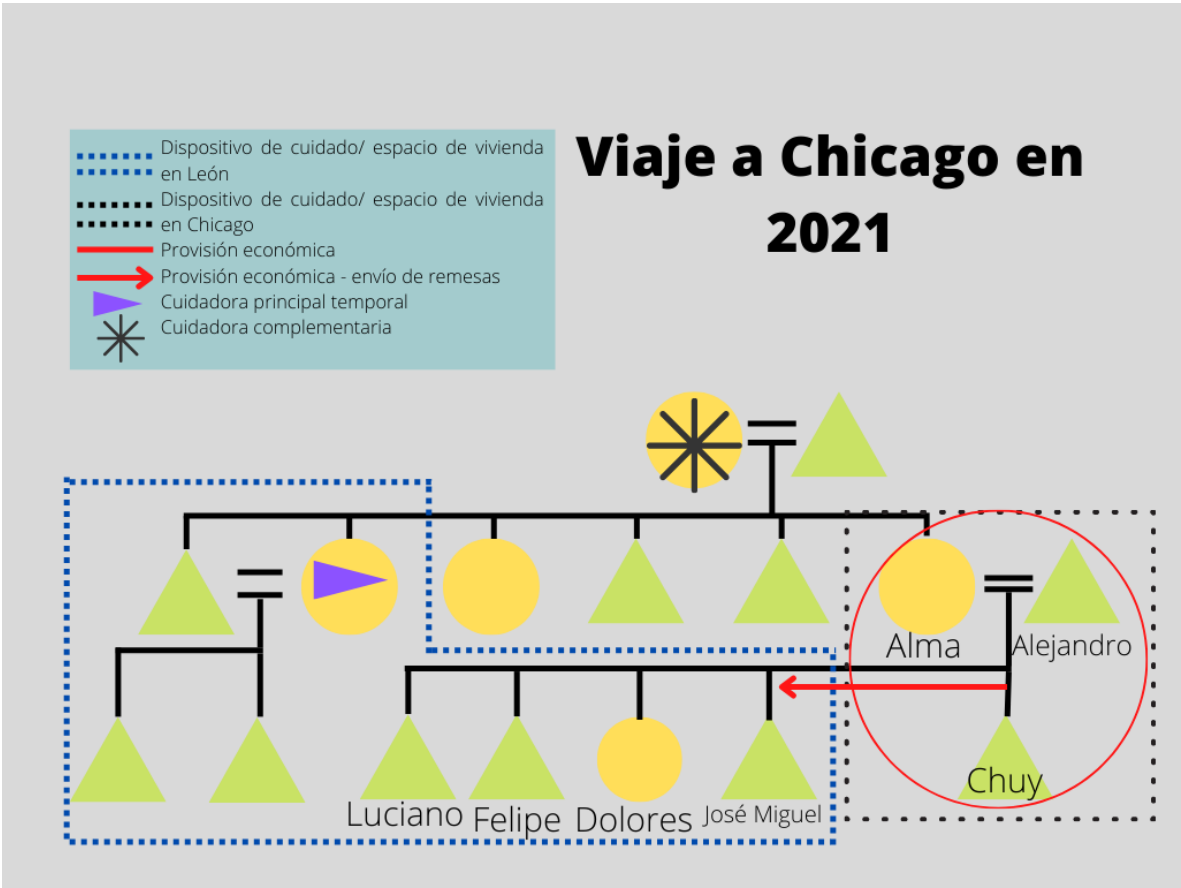 Viaje a Chicago en
2021
Dispositivo de cuidado/ espacio de vivienda
en León
Dispositivo de cuidado/ espacio de vivienda
en Chicago
Provisión económica
Provisión económica - envío de remesas
Cuidadora principal temporal
Cuidadora complementaria
Alma
Alejandro
Chuy
Luciano
Felipe
Dolores
José Miguel